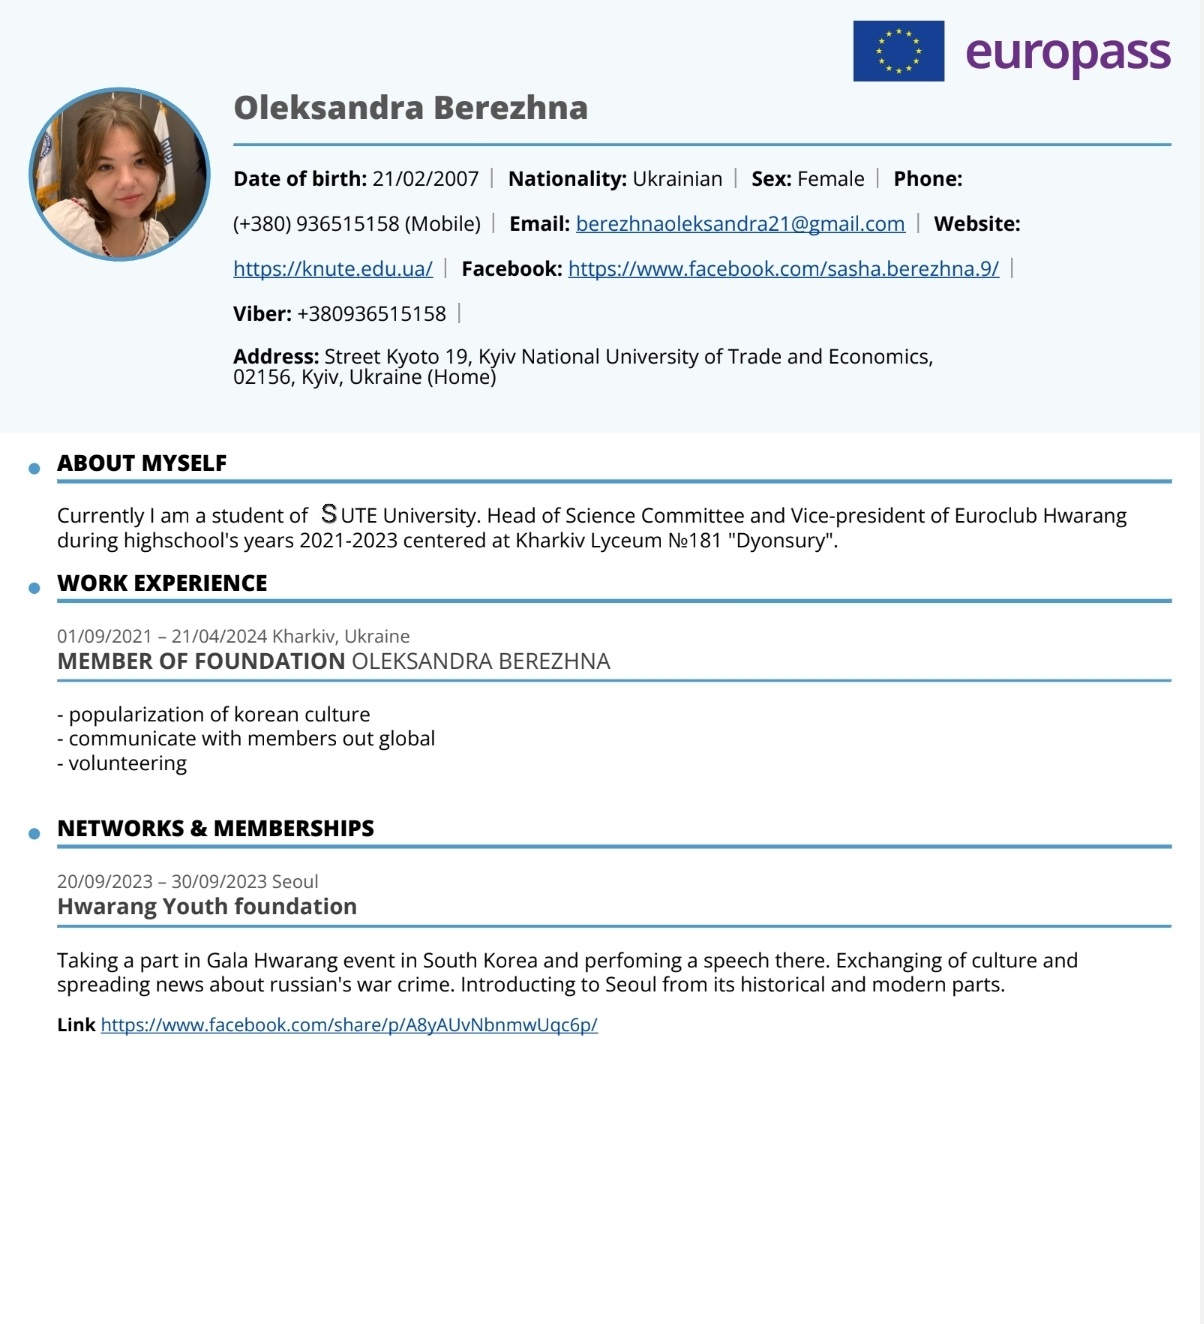 europass
Oleksandra Berezhna
Date of birth: 21/02/2007 | Nationality: Ukrainian | Sex: Female | Phone:
(+380) 936515158 (Mobile) | Email: berezhnaoleksandra21@gmail.com | Website:
https://knute.edu.ua/ | Facebook: https://www.facebook.com/sasha.berezhna.9/ |
Viber: +380936515158 |
Address: Street Kyoto 19, Kyiv National University of Trade and Economics,
02156, Kyiv, Ukraine (Home)
ABOUT MYSELF
Currently I am a student of SUTE University. Head of Science Committee and Vice-president of Euroclub Hwarang
during highschool's years 2021-2023 centered at Kharkiv Lyceum №181 "Dyonsury".
WORK EXPERIENCE
01/09/2021 – 21/04/2024 Kharkiv, Ukraine
MEMBER OF FOUNDATION OLEKSANDRA BEREZHNA
- popularization of korean culture
- communicate with members out global
- volunteering
NETWORKS & MEMBERSHIPS
20/09/2023 – 30/09/2023 Seoul
Hwarang Youth foundation
Taking a part in Gala Hwarang event in South Korea and perfoming a speech there. Exchanging of culture and
spreading news about russian's war crime. Introducting to Seoul from its historical and modern parts.
Link https://www.facebook.com/share/p/A8yAUvNbnmwUqc6p/